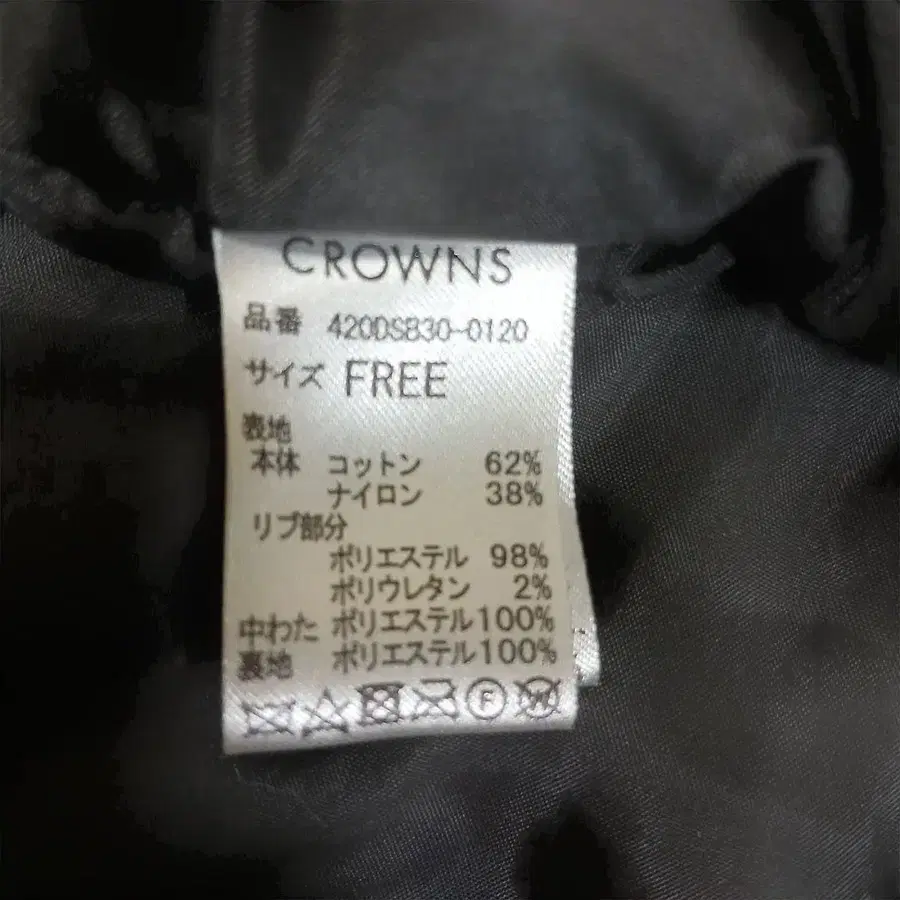 CROWNS
品番 420DSB30-0120
サイズ FREE
表地
本体 コットン 62%
ナイロン 38%
リブ部分
ポリエステル 98%
ポリウレタン 2%
中わた ポリエステル100%
裏地 ポリエステル100%
F W